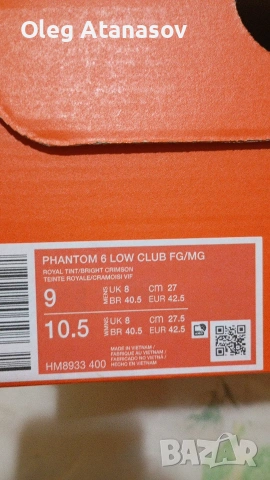 Oleg Atanasov
PHANTOM 6 LOW CLUB FG/MG
ROYAL TINT/BRIGHT CRIMSON
TEINTE ROYALE/CRAMOISI VIF
9 MENS UK 8 CM 27
BR 40.5 EUR 42.5
10.5 WMNS UK 8 CM 27.5
BR 40.5 EUR 42.5
MADE IN VIETNAM /
FABRIQUÉ AU VIETNAM /
FABRICADO NO VIETNÃ /
HECHO EN VIETNAM
HM8933 400
BAZAR